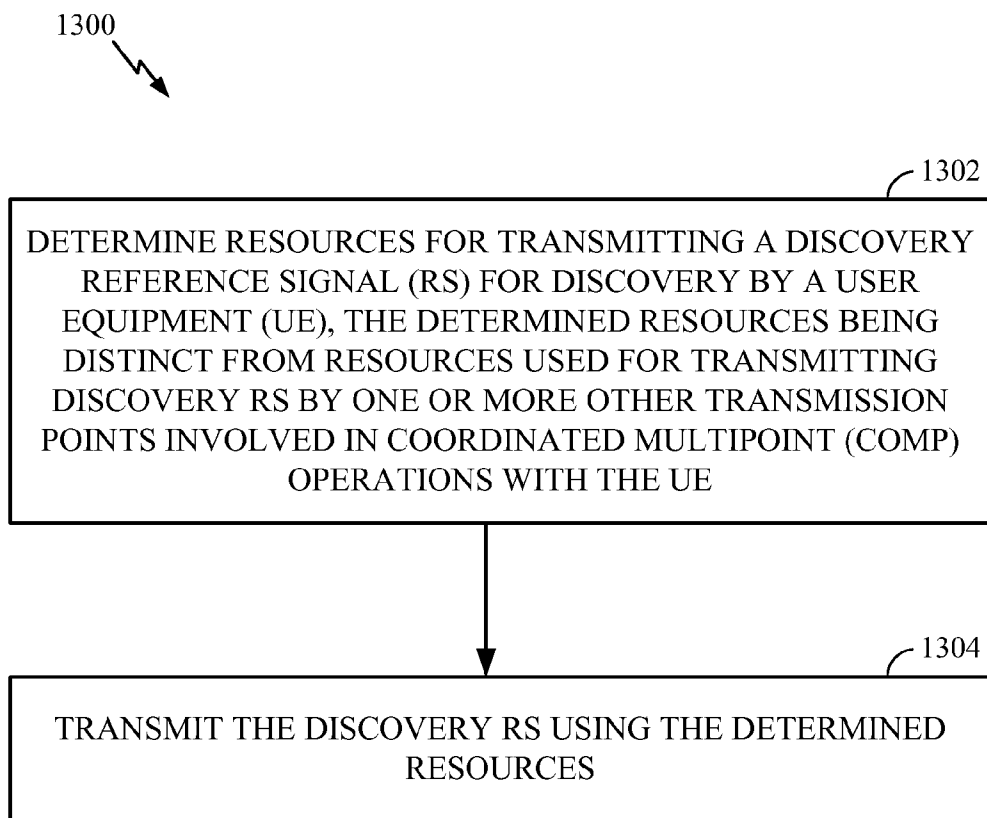 1300
1302
DETERMINE RESOURCES FOR TRANSMITTING A DISCOVERY
REFERENCE SIGNAL (RS) FOR DISCOVERY BY A USER
EQUIPMENT (UE), THE DETERMINED RESOURCES BEING
DISTINCT FROM RESOURCES USED FOR TRANSMITTING
DISCOVERY RS BY ONE OR MORE OTHER TRANSMISSION
POINTS INVOLVED IN COORDINATED MULTIPOINT (COMP)
OPERATIONS WITH THE UE
1304
TRANSMIT THE DISCOVERY RS USING THE DETERMINED
RESOURCES